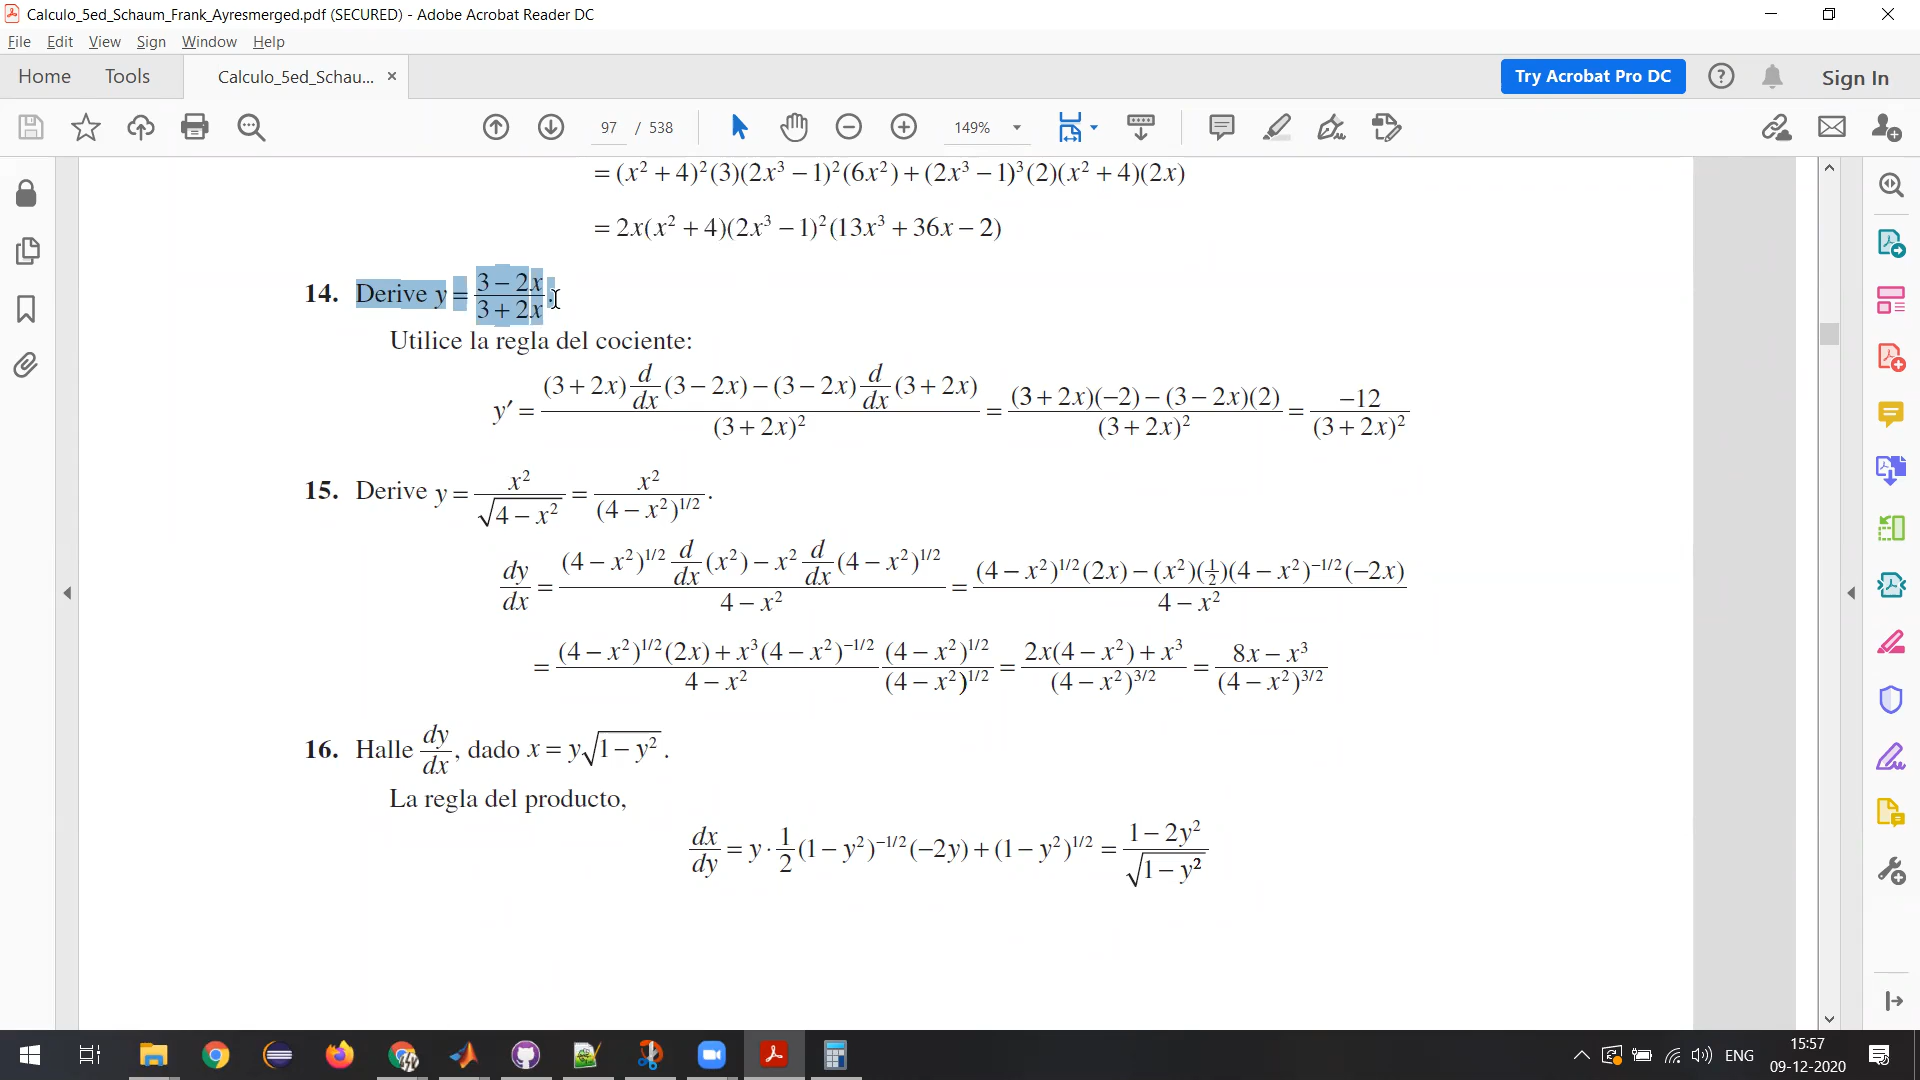 Calculo_5ed_Schaum_Frank_Ayresmerged.pdf (SECURED) - Adobe Acrobat Reader DC
File Edit View Sign Window Help
Home Tools Calculo_5ed_Schau... × Try Acrobat Pro DC Sign In
97 / 538 149%
= (x² + 4)²(3)(2x³ − 1)²(6x²) + (2x³ − 1)³(2)(x² + 4)(2x)
= 2x(x² + 4)(2x³ − 1)²(13x³ + 36x − 2)
14. Derive y = (3 − 2x)/(3 + 2x).
Utilice la regla del cociente:
y′ = ((3 + 2x) d/dx (3 − 2x) − (3 − 2x) d/dx (3 + 2x))/(3 + 2x)² = ((3 + 2x)(−2) − (3 − 2x)(2))/(3 + 2x)² = −12/(3 + 2x)²
15. Derive y = x²/√(4 − x²) = x²/(4 − x²)^(1/2).
dy/dx = ((4 − x²)^(1/2) d/dx (x²) − x² d/dx (4 − x²)^(1/2))/(4 − x²) = ((4 − x²)^(1/2)(2x) − (x²)(½)(4 − x²)^(−1/2)(−2x))/(4 − x²)
= ((4 − x²)^(1/2)(2x) + x³(4 − x²)^(−1/2))/(4 − x²) (4 − x²)^(1/2)/(4 − x²)^(1/2) = (2x(4 − x²) + x³)/(4 − x²)^(3/2) = (8x − x³)/(4 − x²)^(3/2)
16. Halle dy/dx, dado x = y√(1 − y²).
La regla del producto,
dx/dy = y · 1/2 (1 − y²)^(−1/2)(−2y) + (1 − y²)^(1/2) = (1 − 2y²)/√(1 − y²)
ENG
15:57
09-12-2020